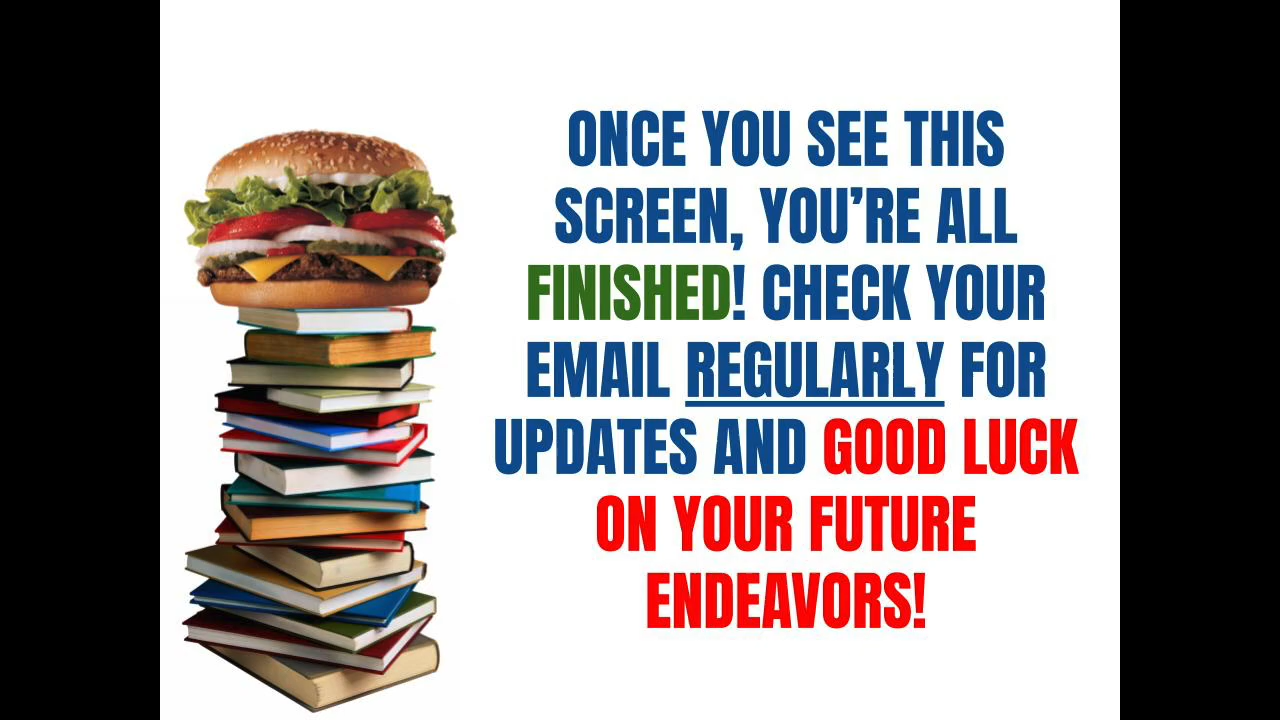 ONCE YOU SEE THIS
SCREEN, YOU’RE ALL
FINISHED! CHECK YOUR
EMAIL REGULARLY FOR
UPDATES AND GOOD LUCK
ON YOUR FUTURE
ENDEAVORS!